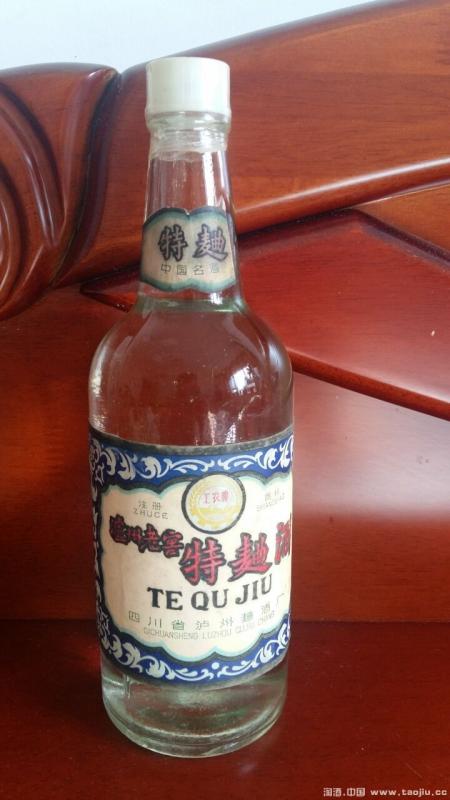 特麯
中国名酒
工农牌
注册 商标
ZHUCE SHANGBIAO
瀘州老窖特麯酒
TE QU JIU
四川省泸州麯酒厂
SICHUANSHENG LUZHOU QUJIU CHANG
淘酒.中国 www.taojiu.cc